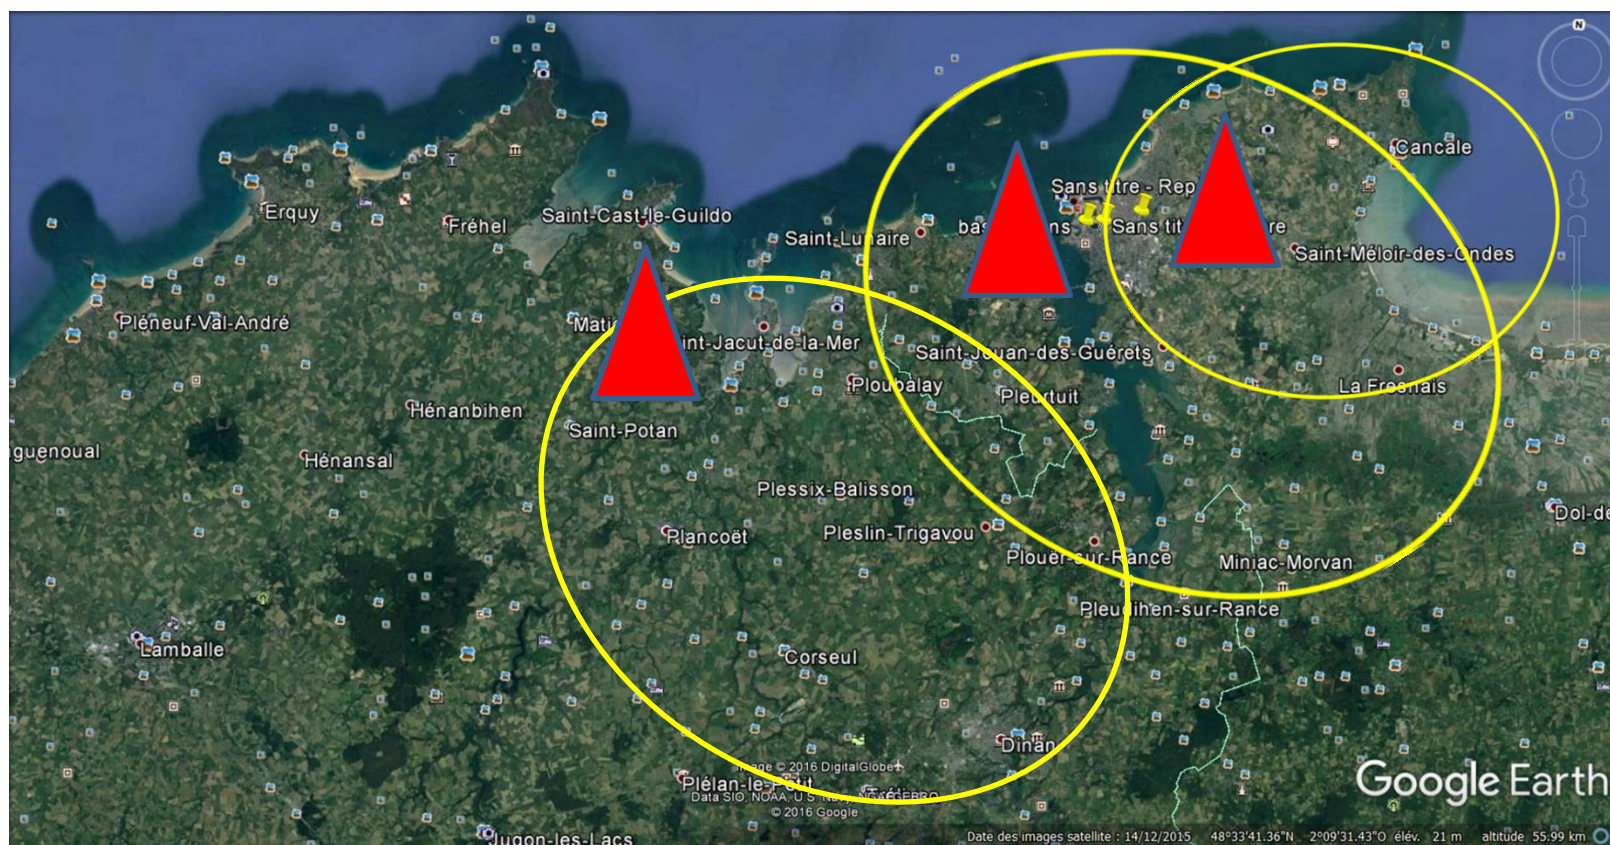 N
Cancale
Sans titre - Rep
Erquy
Fréhel
Saint-Cast-le-Guildo
Saint-Lunaire
Sans tit
re
Saint-Méloir-des-Ondes
Pléneuf-Val-André
Mati
int-Jacut-de-la-Mer
Saint-Jouan-des-Guérets
Ploubalay
Pleurtuit
La Fresnais
Hénanbihen
Saint-Potan
guenoual
Hénansal
Plessix-Balisson
Dol-de
Plancoët
Pleslin-Trigavou
Plouër-sur-Rance
Miniac-Morvan
Pleudihen-sur-Rance
Lamballe
Corseul
Dinan
Image © 2016 DigitalGlobe
Plélan-le-Petit
Data SIO, NOAA, U.S. Navy, NGA, GEBCO
© 2016 Google
Google Earth
Jugon-les-Lacs
Date des images satellite : 14/12/2015 48°33'41.36"N 2°09'31.43"O élév. 21 m altitude 55.99 km